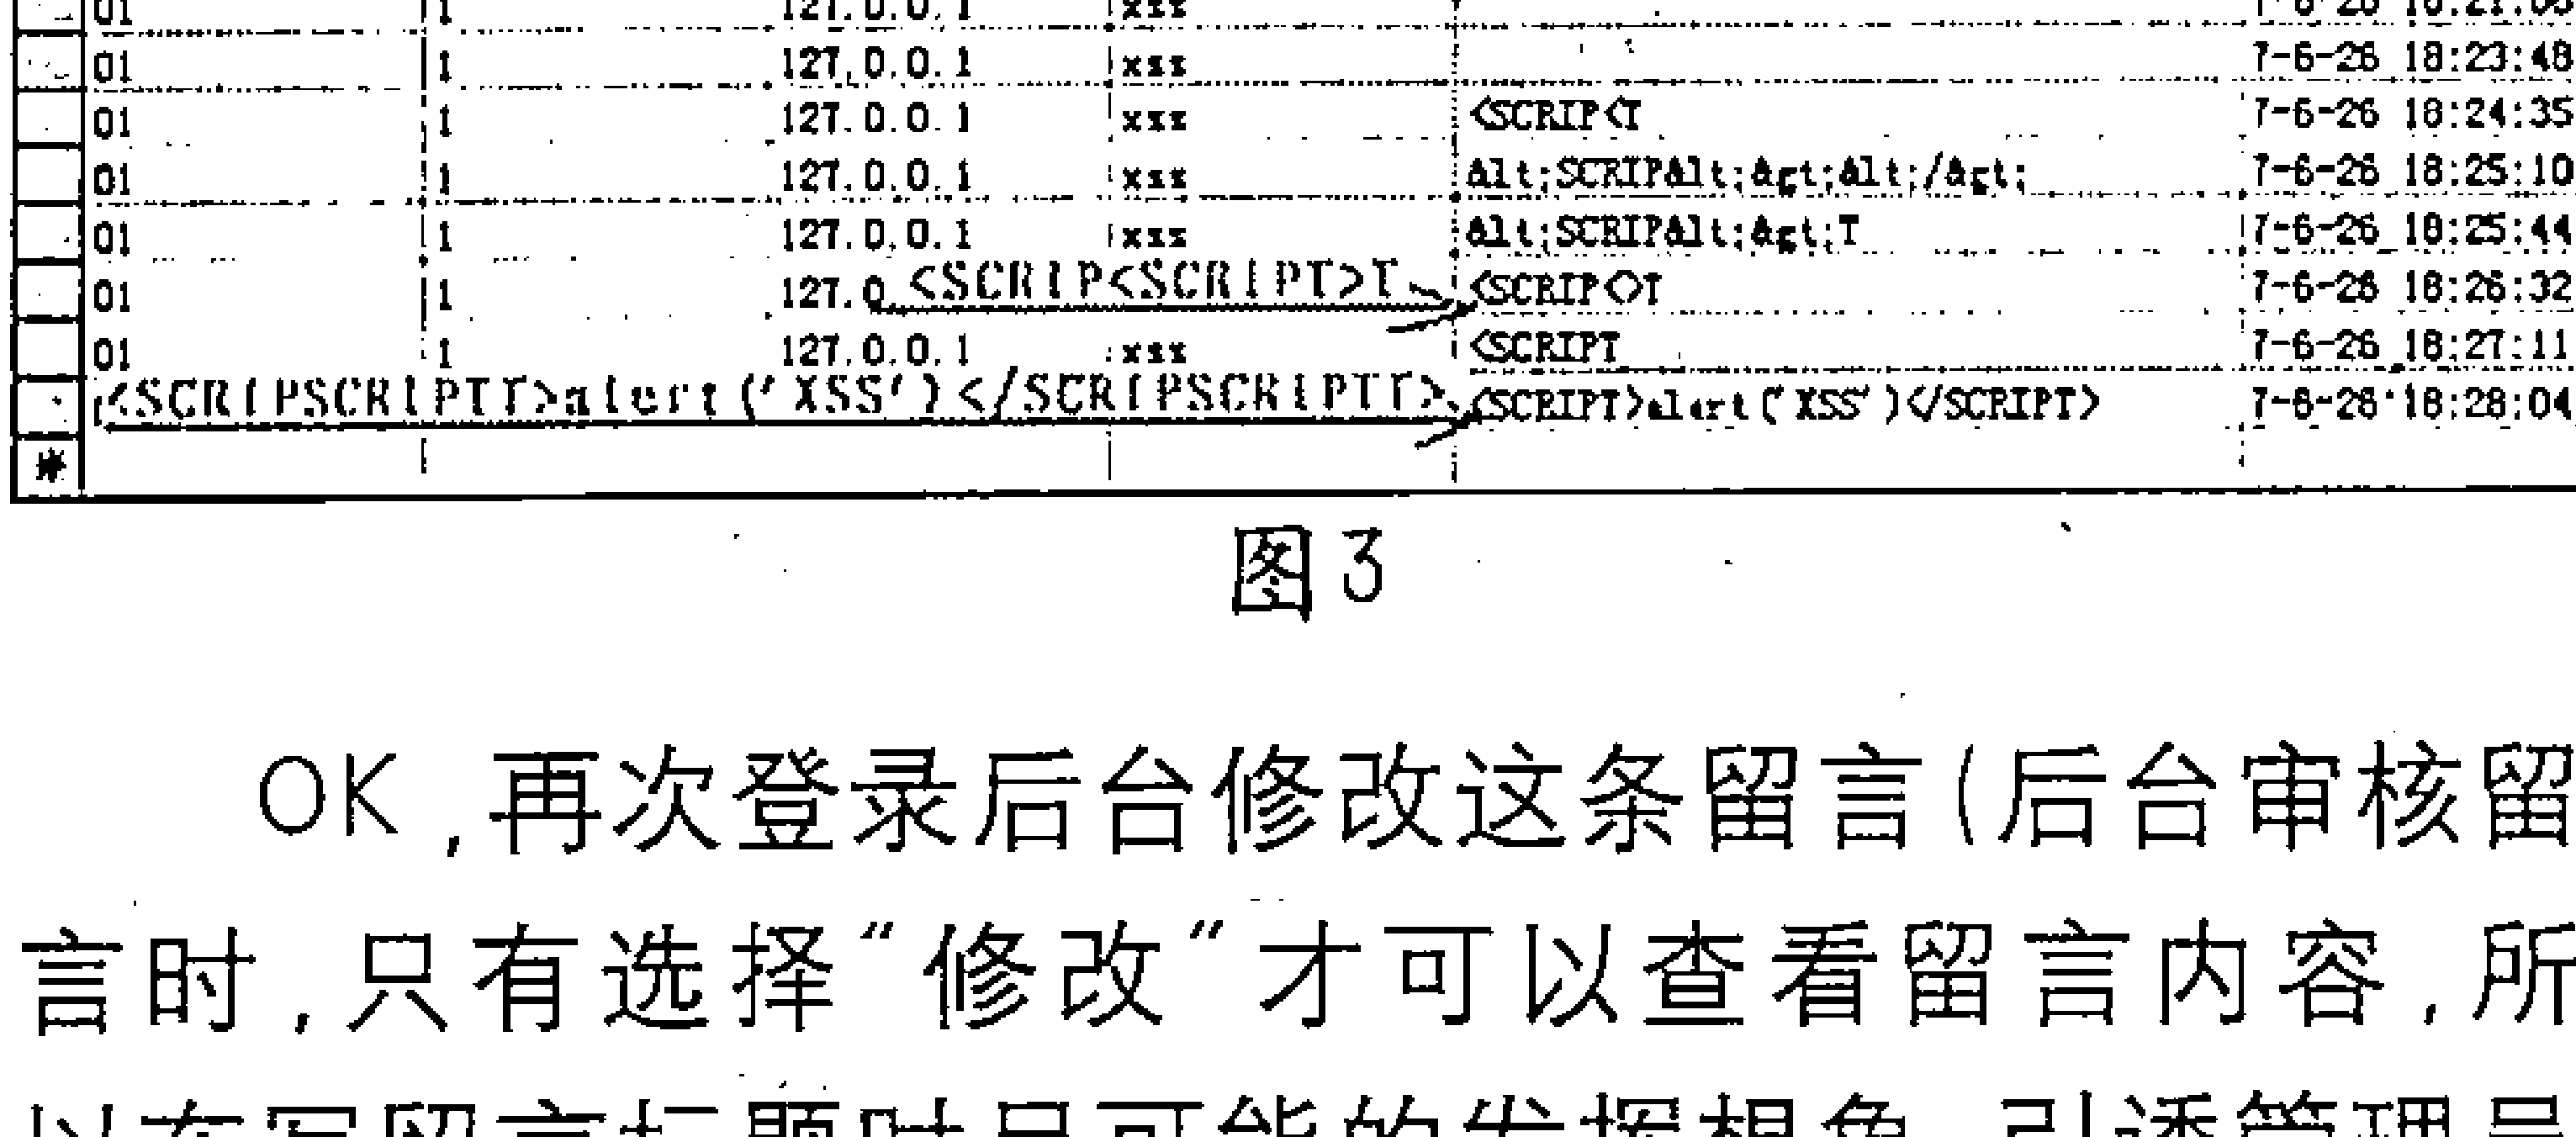 01 1 127.0.0.1 xss
01 1 127.0.0.1 xss 7-6-26 18:23:48
01 1 127.0.0.1 xss <SCRIP<T 7-6-26 18:24:35
01 1 127.0.0.1 xss &lt;SCRIP&lt;&gt;&lt;/&gt; 7-6-26 18:25:10
01 1 127.0.0.1 xss &lt;SCRIP&lt;&gt;T 7-6-26 18:25:44
01 1 127.0 <SCRIP<SCRIPT>T <SCRIP<>T 7-6-26 18:26:32
01 1 127.0.0.1 xss <SCRIPT 7-6-26 18:27:11
<SCRIPSCRIPTT>alert('XSS')</SCRIPSCRIPTT> <SCRIPT>alert('XSS')</SCRIPT> 7-6-26 18:28:04
*
图3
OK,再次登录后台修改这条留言(后台审核留
言时,只有选择“修改”才可以查看留言内容,所